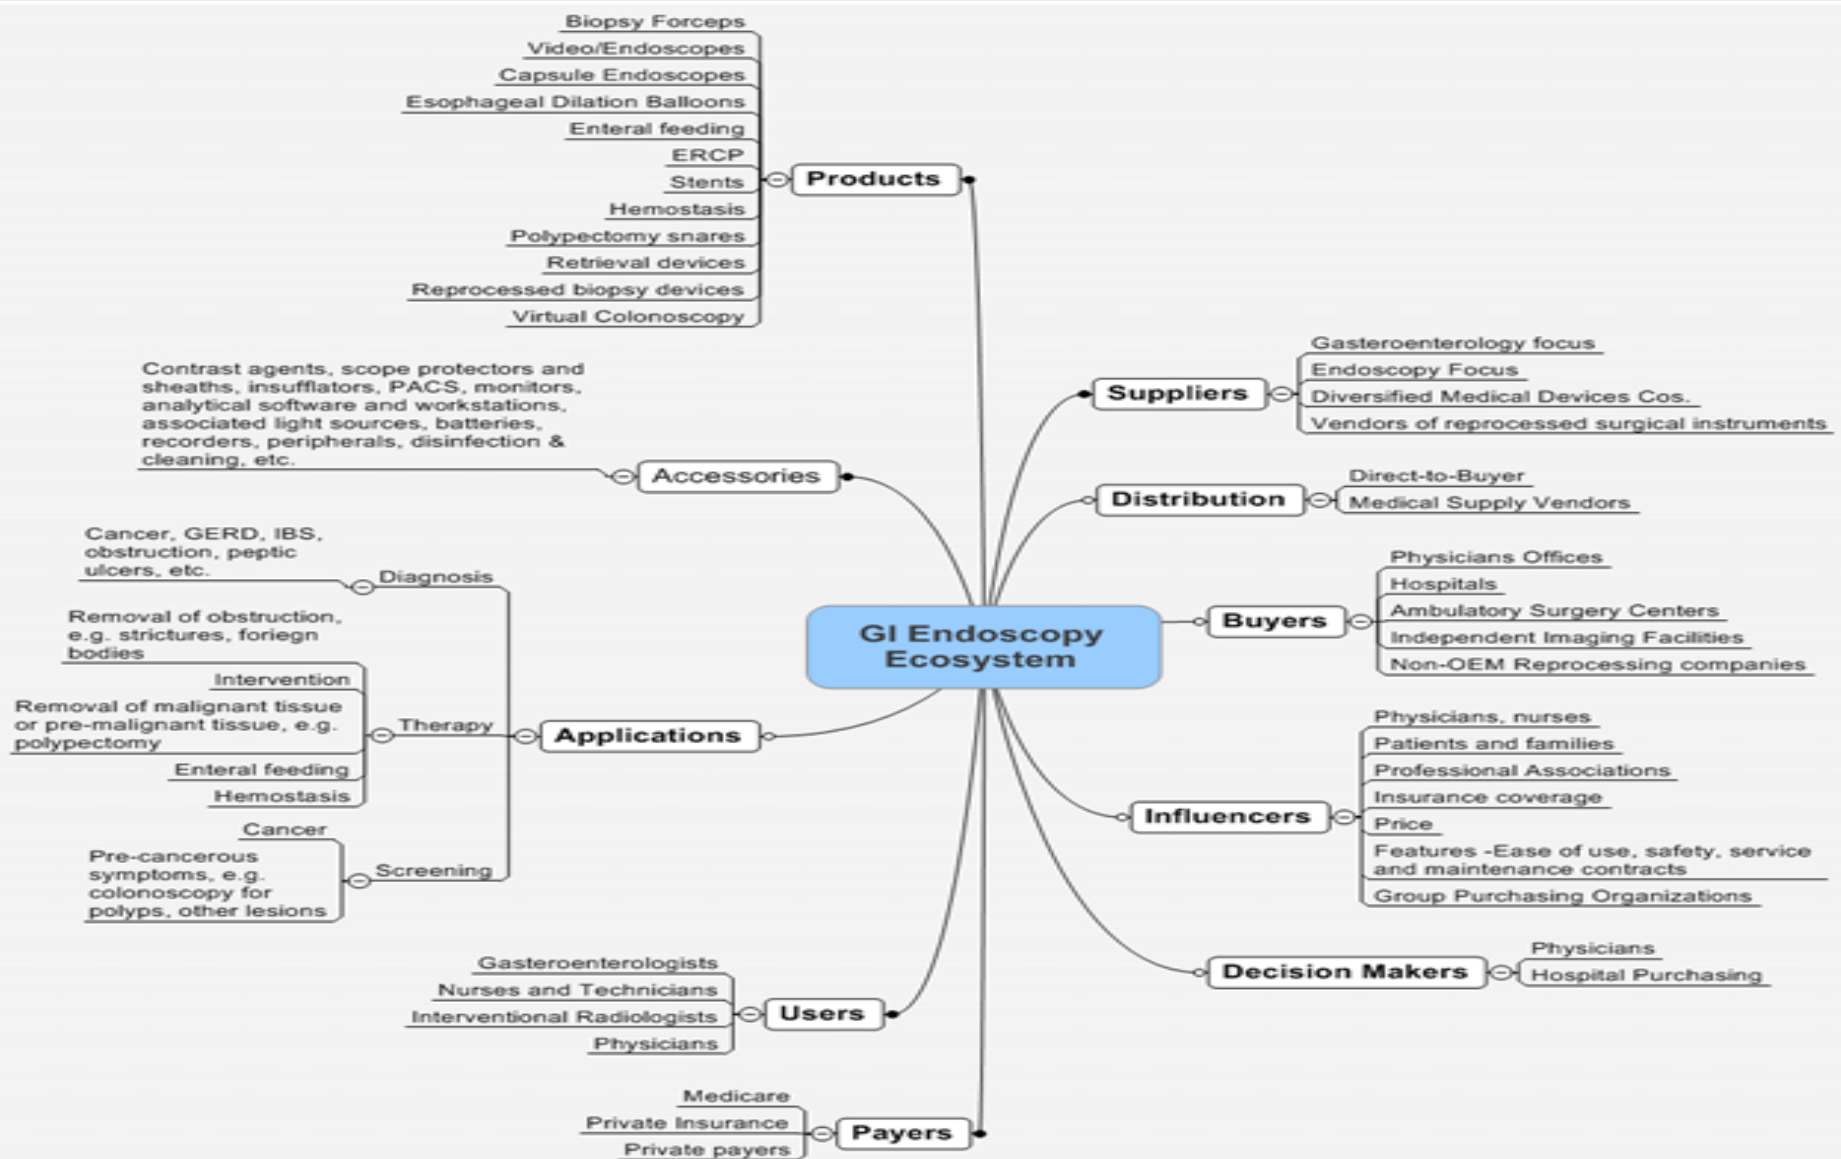 Biopsy Forceps
Video/Endoscopes
Capsule Endoscopes
Esophageal Dilation Balloons
Enteral feeding
ERCP
Stents
Hemostasis
Polypectomy snares
Retrieval devices
Reprocessed biopsy devices
Virtual Colonoscopy
Products
Contrast agents, scope protectors and
sheaths, insufflators, PACS, monitors,
analytical software and workstations,
associated light sources, batteries,
recorders, peripherals, disinfection &
cleaning, etc.
Accessories
Cancer, GERD, IBS,
obstruction, peptic
ulcers, etc.
Diagnosis
Removal of obstruction,
e.g. strictures, foriegn
bodies
Intervention
Removal of malignant tissue
or pre-malignant tissue, e.g.
polypectomy
Enteral feeding
Hemostasis
Therapy
Cancer
Pre-cancerous
symptoms, e.g.
colonoscopy for
polyps, other lesions
Screening
Applications
Gasteroenterologists
Nurses and Technicians
Interventional Radiologists
Physicians
Users
Medicare
Private Insurance
Private payers
Payers
GI Endoscopy
Ecosystem
Suppliers
Gasteroenterology focus
Endoscopy Focus
Diversified Medical Devices Cos.
Vendors of reprocessed surgical instruments
Distribution
Direct-to-Buyer
Medical Supply Vendors
Buyers
Physicians Offices
Hospitals
Ambulatory Surgery Centers
Independent Imaging Facilities
Non-OEM Reprocessing companies
Influencers
Physicians, nurses
Patients and families
Professional Associations
Insurance coverage
Price
Features -Ease of use, safety, service
and maintenance contracts
Group Purchasing Organizations
Decision Makers
Physicians
Hospital Purchasing